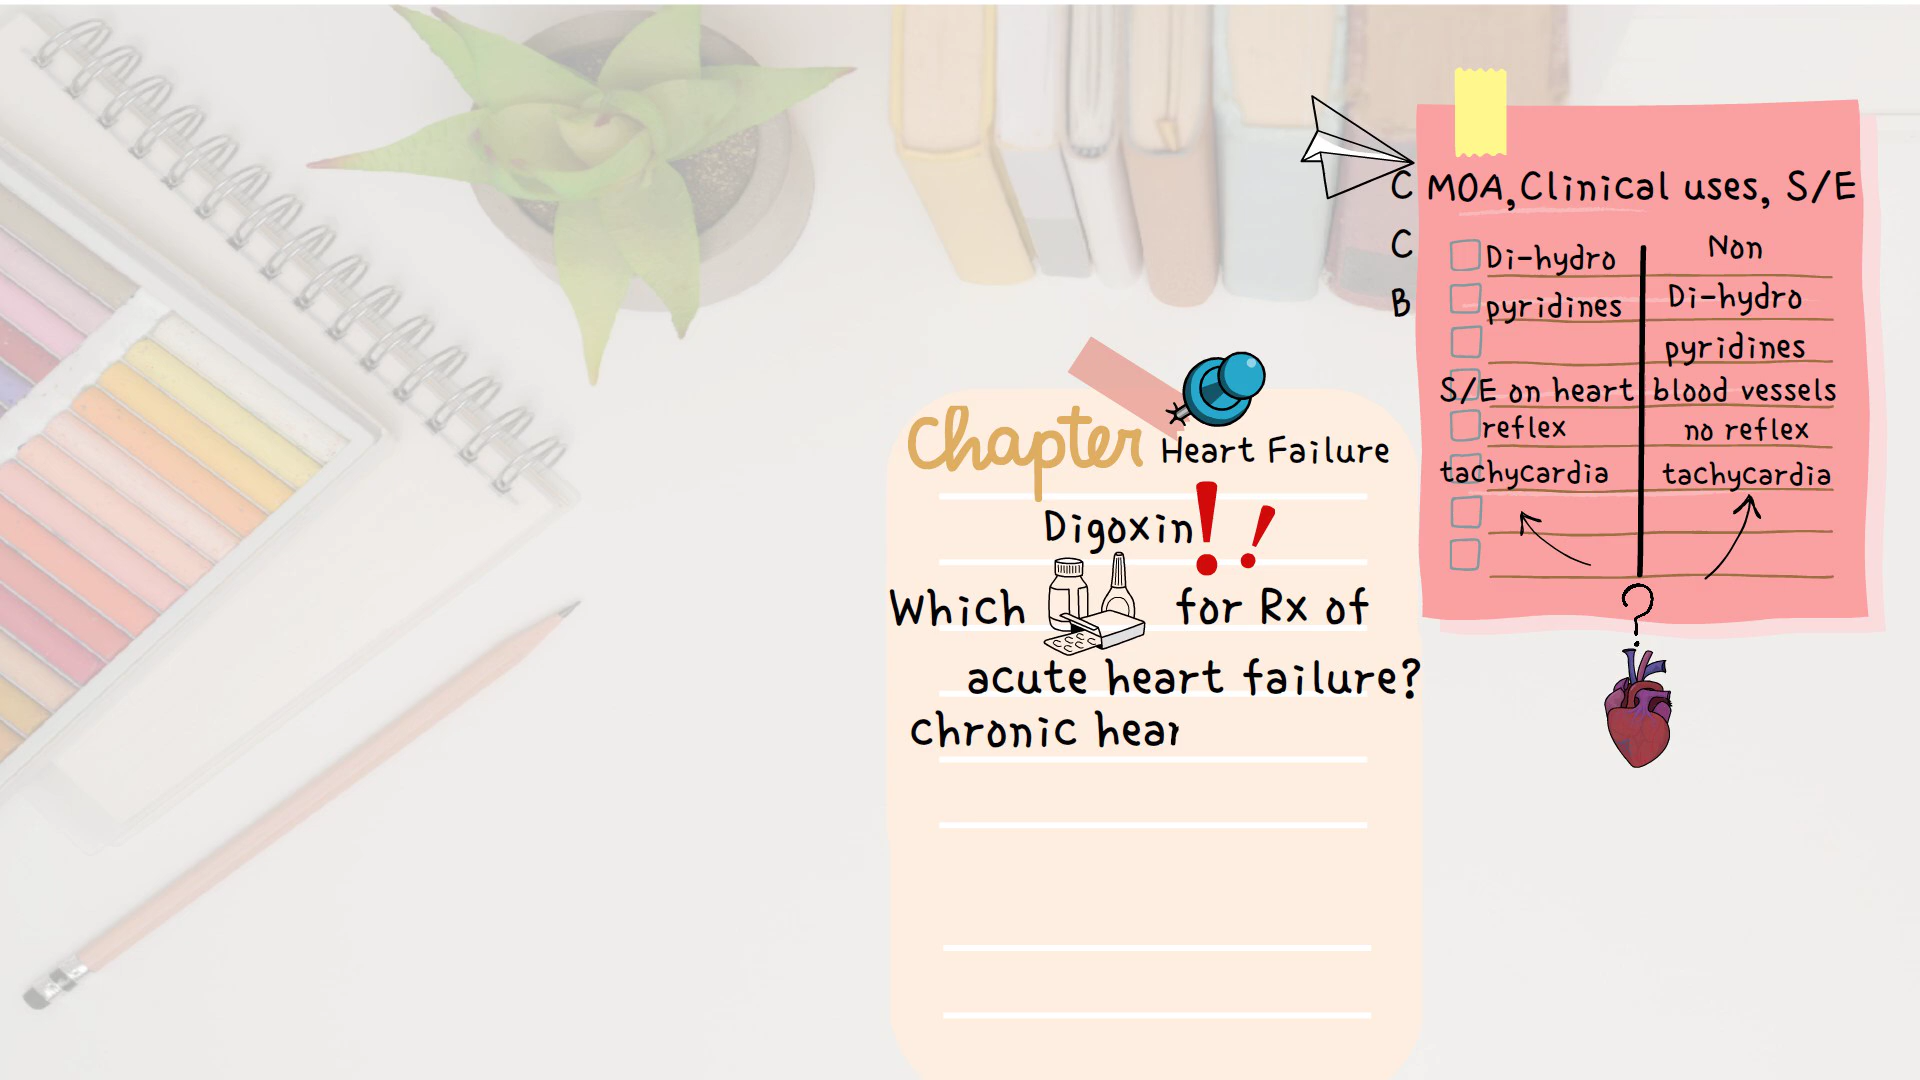 C MOA,Clinical uses, S/E
C
B
Di-hydro
pyridines
S/E on heart
reflex
tachycardia
Non
Di-hydro
pyridines
blood vessels
no reflex
tachycardia
?
Chapter Heart Failure
Digoxin!!
Which for Rx of
acute heart failure?
chronic hear